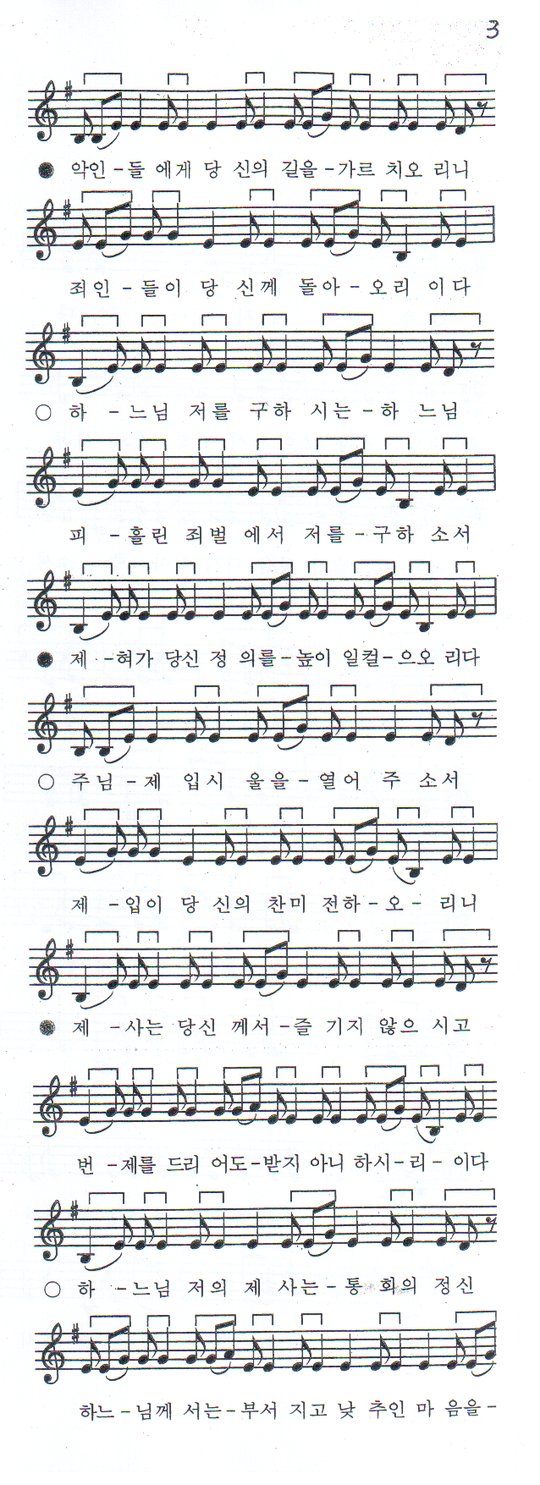 3
● 악인 - 들 에게 당 신의 길을 - 가르 치오 리니
죄인 - 들이 당 신께 돌아 - 오리 이다
○ 하 - 느님 저를 구하 시는 - 하 느님
피 - 흘린 죄벌 에서 저를 - 구하 소서
● 제 - 혀가 당신 정 의를 - 높이 일컬 - 으오 리다
○ 주님 - 제 입시 울을 - 열어 주 소서
제 - 입이 당 신의 찬미 전하 - 오 - 리니
● 제 - 사는 당신 께서 - 즐 기지 않으 시고
번 - 제를 드리 어도 - 받지 아니 하시 - 리 - 이다
○ 하 - 느님 저의 제 사는 - 통 회의 정신
하느 - 님께 서는 - 부서 지고 낮 추인 마 음을 -